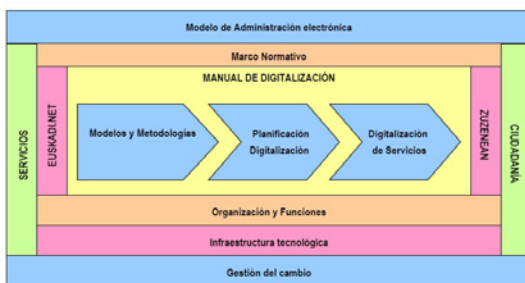 Modelo de Administración electrónica
Marco Normativo
MANUAL DE DIGITALIZACIÓN
SERVICIOS
EUSKADI.NET
Modelos y Metodologías
Planificación
Digitalización
Digitalización
de Servicios
ZUZENEAN
CIUDADANÍA
Organización y Funciones
Infraestructura tecnológica
Gestión del cambio